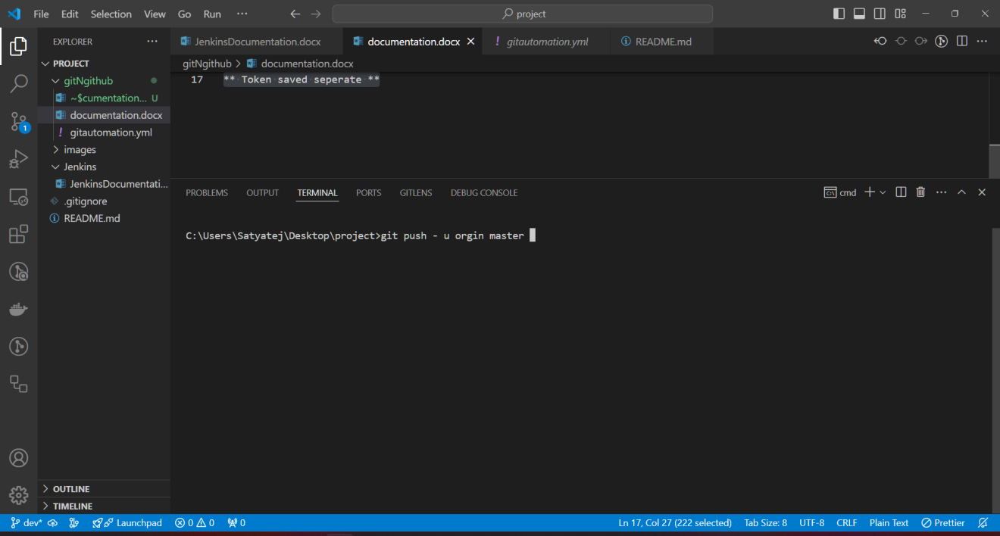 File Edit Selection View Go Run ··· project
EXPLORER ···
JenkinsDocumentation.docx documentation.docx gitautomation.yml README.md ···
PROJECT
gitNgithub
~$cumentation... U
documentation.docx
gitautomation.yml
images
Jenkins
JenkinsDocumentati...
.gitignore
README.md
OUTLINE
TIMELINE
1
gitNgithub > documentation.docx
17 ** Token saved seperate **
PROBLEMS OUTPUT TERMINAL PORTS GITLENS DEBUG CONSOLE cmd ···
C:\Users\Satyatej\Desktop\project>git push - u orgin master
dev* Launchpad 0 0 0 Ln 17, Col 27 (222 selected) Tab Size: 8 UTF-8 CRLF Plain Text Prettier